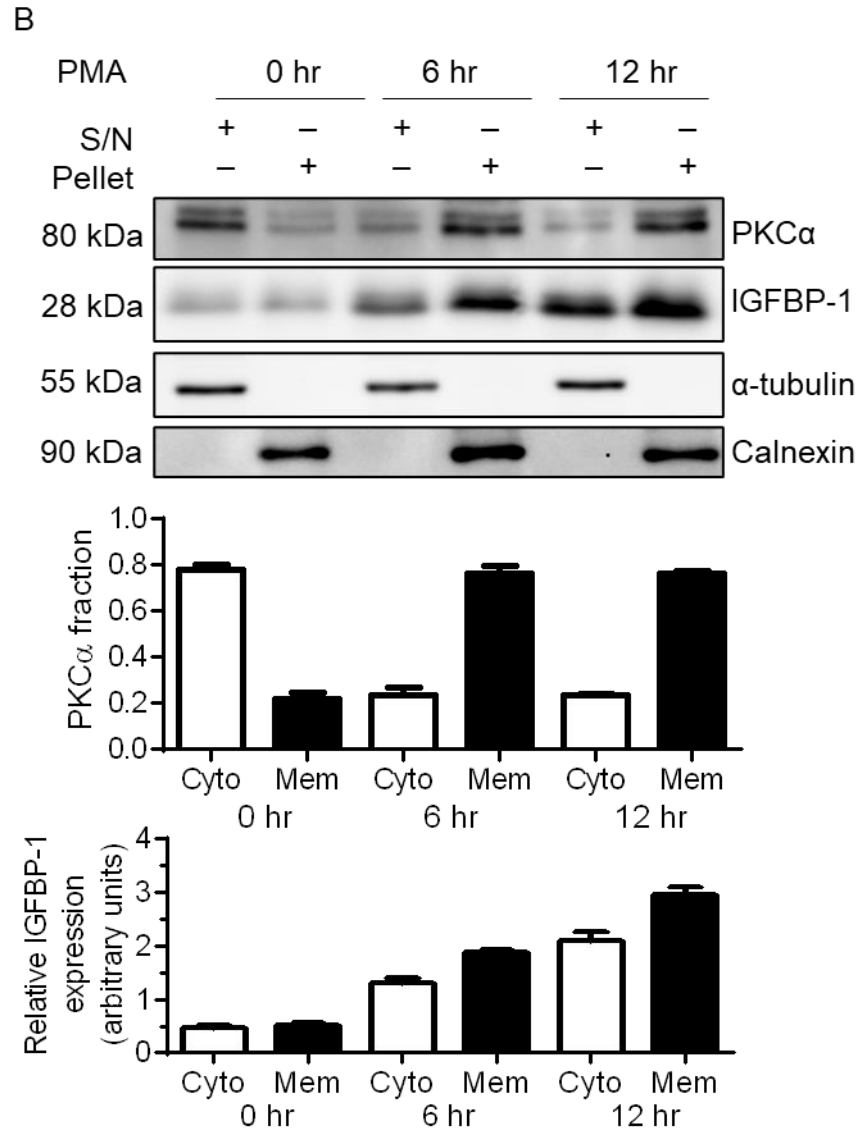 B
PMA 0 hr 6 hr 12 hr
S/N + – + – + –
Pellet – + – + – +
80 kDa PKCα
28 kDa IGFBP-1
55 kDa α-tubulin
90 kDa Calnexin
PKCα fraction
1.0
0.8
0.6
0.4
0.2
0.0
Cyto Mem Cyto Mem Cyto Mem
0 hr 6 hr 12 hr
Relative IGFBP-1
expression
(arbitrary units)
4
3
2
1
0
Cyto Mem Cyto Mem Cyto Mem
0 hr 6 hr 12 hr